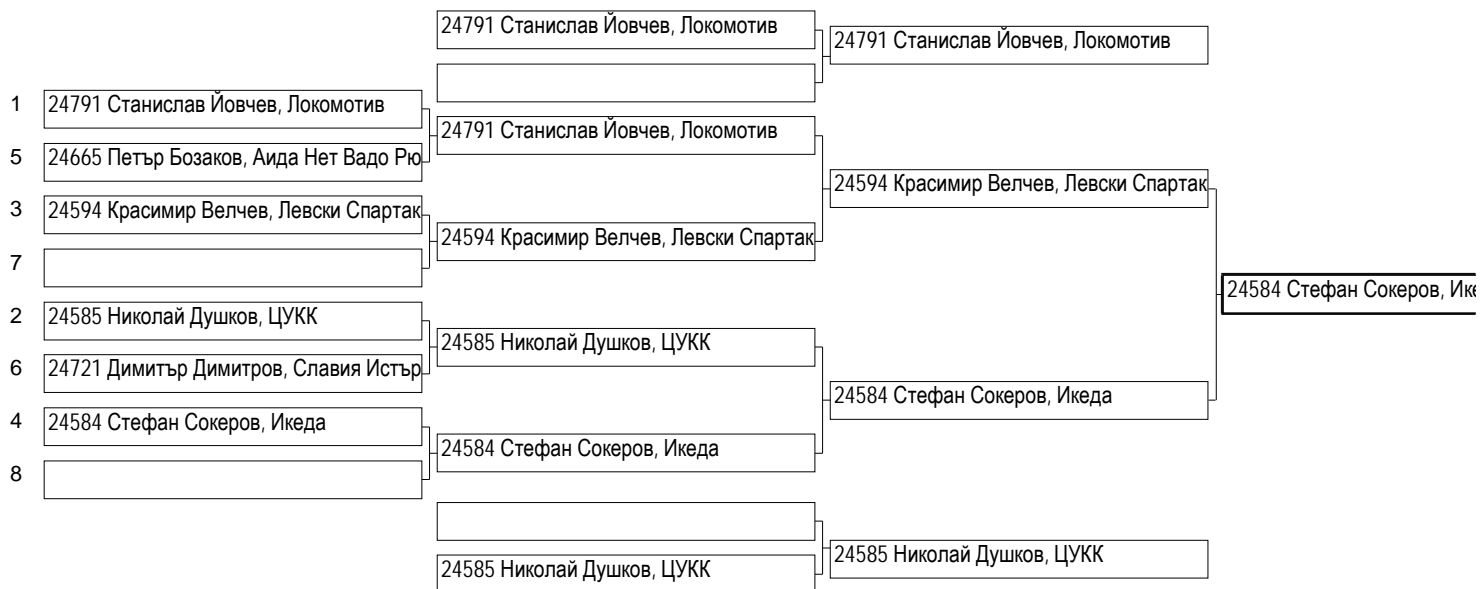 24791 Станислав Йовчев, Локомотив
24791 Станислав Йовчев, Локомотив
1 24791 Станислав Йовчев, Локомотив
24791 Станислав Йовчев, Локомотив
5 24665 Петър Бозаков, Аида Нет Вадо Рю
24594 Красимир Велчев, Левски Спартак
3 24594 Красимир Велчев, Левски Спартак
24594 Красимир Велчев, Левски Спартак
7
24584 Стефан Сокеров, Ике
2 24585 Николай Душков, ЦУКК
24585 Николай Душков, ЦУКК
6 24721 Димитър Димитров, Славия Истър
24584 Стефан Сокеров, Икеда
4 24584 Стефан Сокеров, Икеда
24584 Стефан Сокеров, Икеда
8
24585 Николай Душков, ЦУКК
24585 Николай Душков, ЦУКК